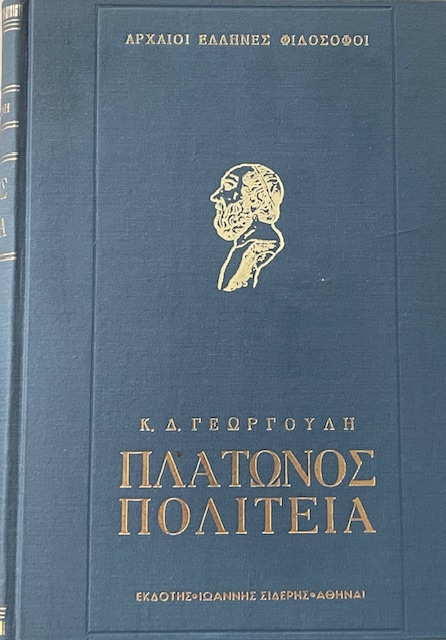 ΑΡΧΑΙΟΙ ΕΛΛΗΝΕΣ ΦΙΛΟΣΟΦΟΙ
Κ. Δ. ΓΕΩΡΓΟΥΛΗ
ΠΛΑΤΩΝΟΣ
ΠΟΛΙΤΕΙΑ
ΕΚΔΟΤΗΣ•ΙΩΑΝΝΗΣ ΣΙΔΕΡΗΣ•ΑΘΗΝΑΙ